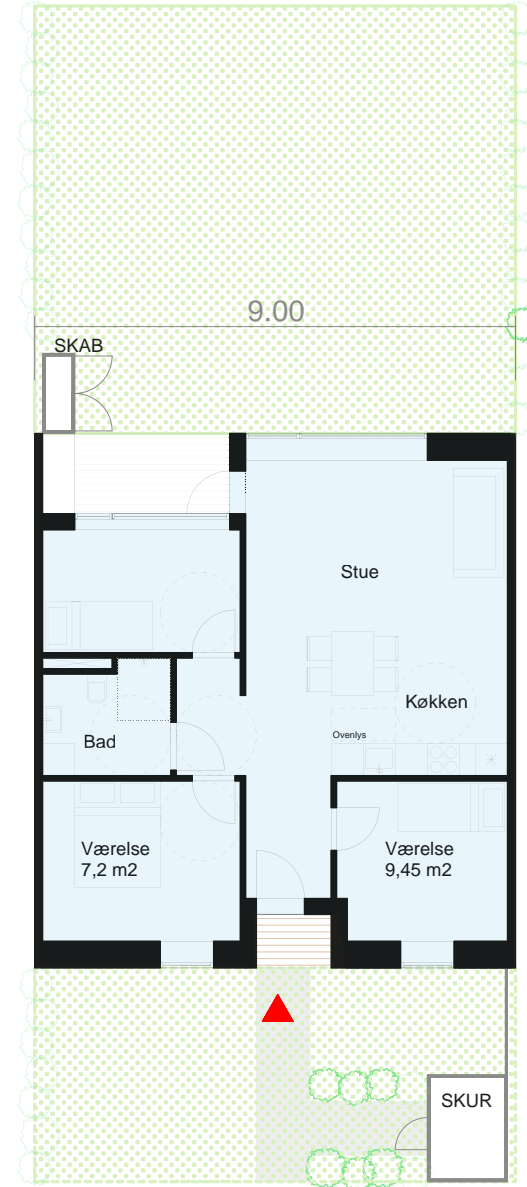 9.00
SKAB
Stue
Køkken
Ovenlys
Bad
Værelse
7,2 m2
Værelse
9,45 m2
SKUR